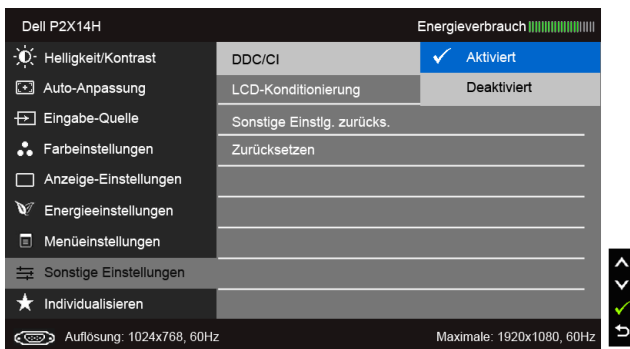 Dell P2X14H
Energieverbrauch
Helligkeit/Kontrast
DDC/CI
Aktiviert
Auto-Anpassung
LCD-Konditionierung
Deaktiviert
Eingabe-Quelle
Sonstige Einstlg. zurücks.
Farbeinstellungen
Zurücksetzen
Anzeige-Einstellungen
Energieeinstellungen
Menüeinstellungen
Sonstige Einstellungen
Individualisieren
Auflösung: 1024x768, 60Hz
Maximale: 1920x1080, 60Hz